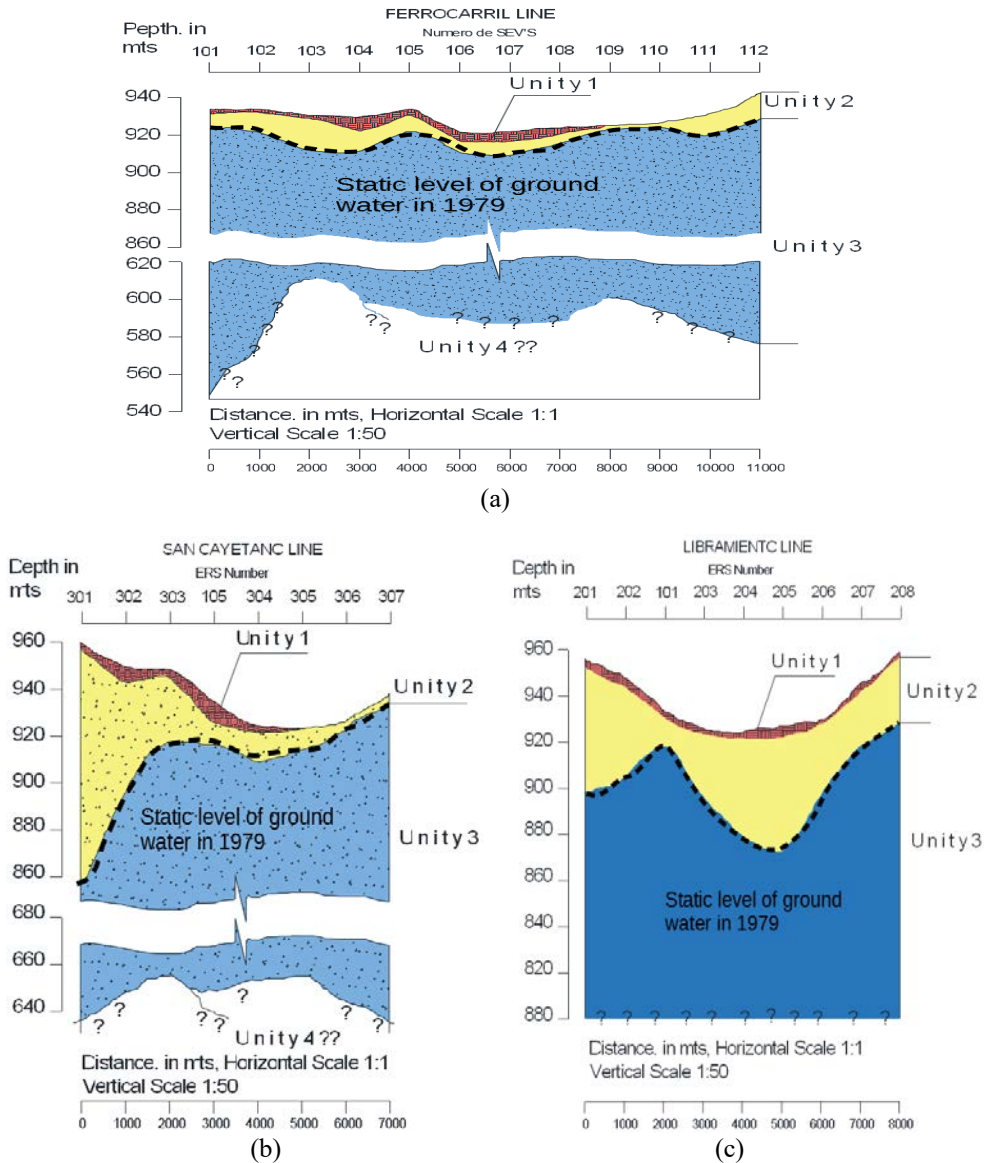 FERROCARRIL LINE
Pepth. in
mts
Numero de SEV'S
101 102 103 104 105 106 107 108 109 110 111 112
Unity 1
940
Unity 2
920
900
Static level of ground
water in 1979
880
860
Unity 3
620
600
? ? ? ? ? ? ? ?
580
? ? ? ?
Unity 4 ??
560
? ?
540
Distance. in mts, Horizontal Scale 1:1
Vertical Scale 1:50
0 1000 2000 3000 4000 5000 6000 7000 8000 9000 10000 11000
(a)
SAN CAYETANC LINE
Depth in
mts
ERS Number
301 302 303 105 304 305 306 307
960
Unity 1
940
Unity 2
920
900
Static level of ground
water in 1979
Unity 3
880
860
680
660
640
? ? ? ? ? ? ?
Unity 4 ??
Distance. in mts, Horizontal Scale 1:1
Vertical Scale 1:50
0 1000 2000 3000 4000 5000 6000 7000
(b)
LIBRAMIENTC LINE
Depth in
mts
ERS Number
201 202 101 203 204 205 206 207 208
960
Unity 1
940
Unity 2
920
900
880
Unity 3
860
Static level of ground
water in 1979
840
820
880
? ? ? ? ? ? ? ? ?
Distance. in mts, Horizontal Scale 1:1
Vertical Scale 1:50
0 1000 2000 3000 4000 5000 6000 7000 8000
(c)